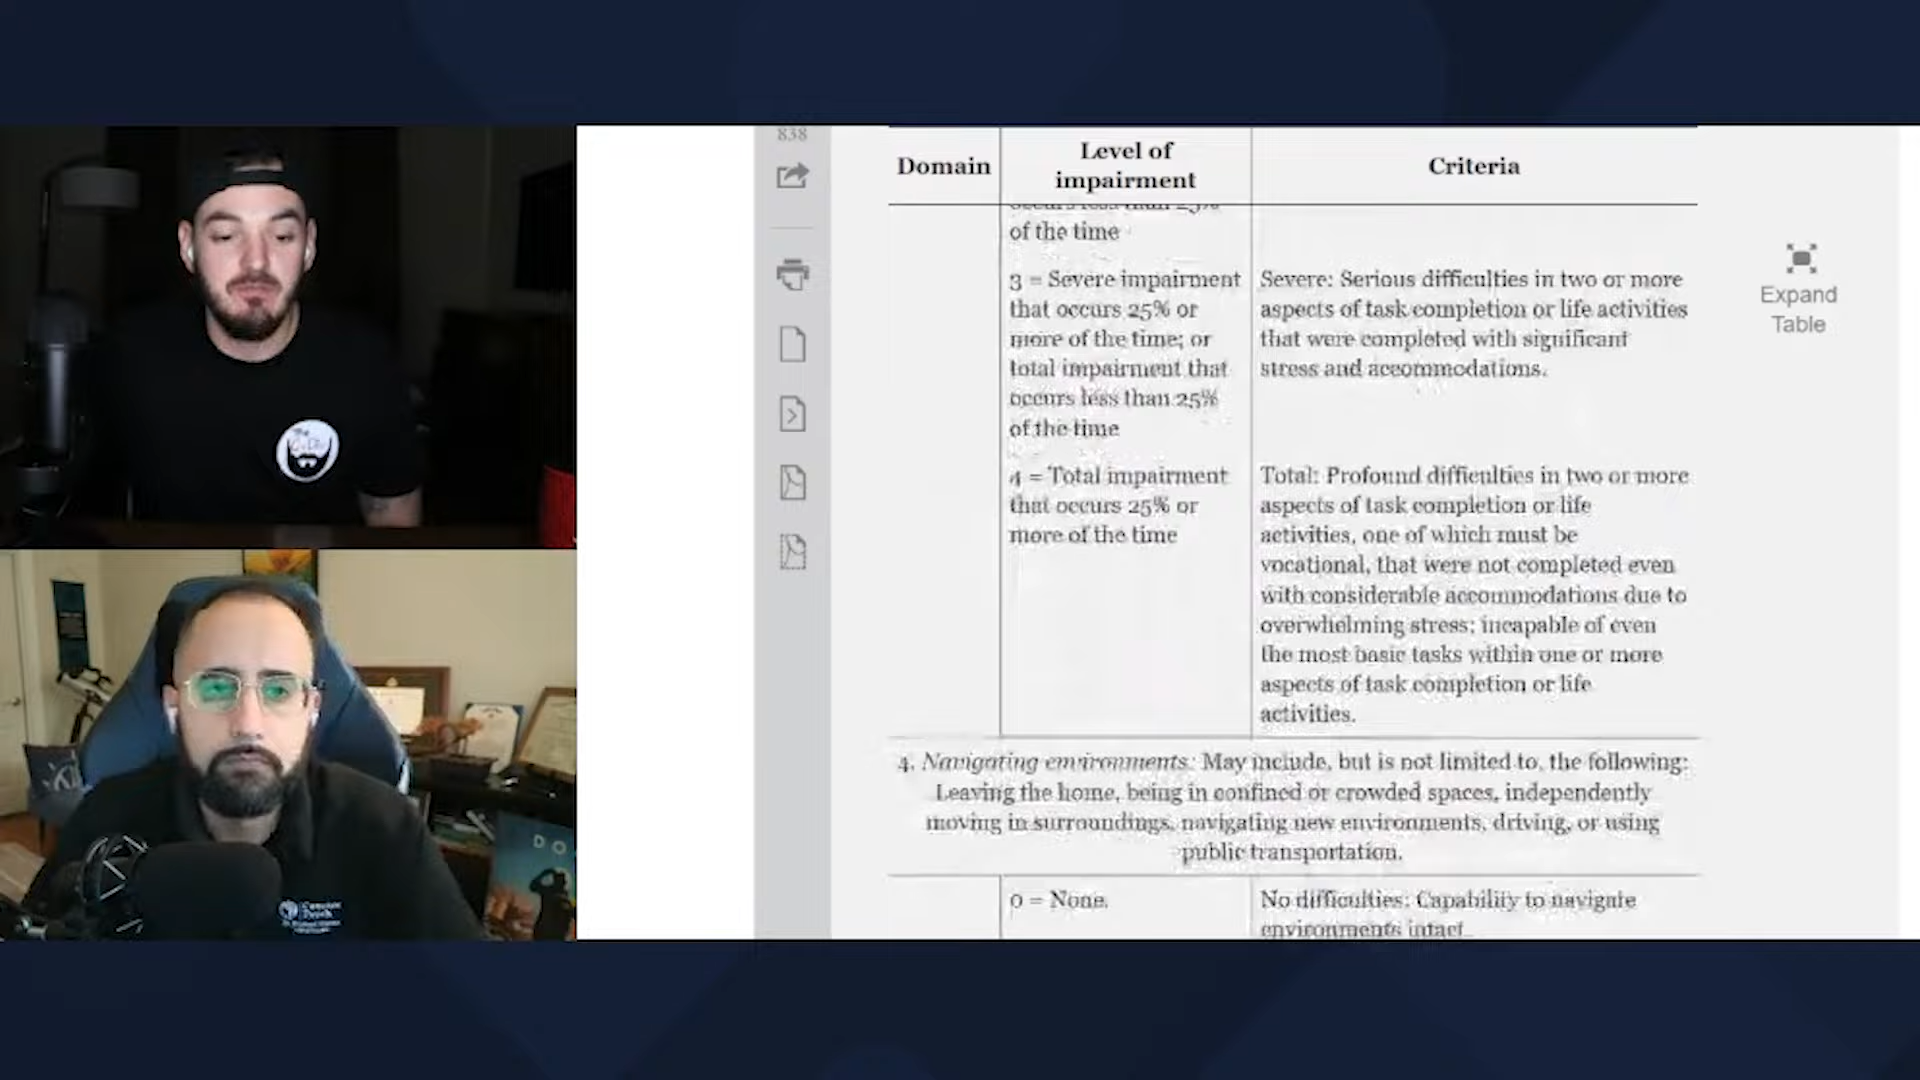 838
Domain
Level of
impairment
Criteria
of the time
3 = Severe impairment
that occurs 25% or
more of the time; or
total impairment that
occurs less than 25%
of the time
Severe: Serious difficulties in two or more
aspects of task completion or life activities
that were completed with significant
stress and accommodations.
4 = Total impairment
that occurs 25% or
more of the time
Total: Profound difficulties in two or more
aspects of task completion or life
activities, one of which must be
vocational, that were not completed even
with considerable accommodations due to
overwhelming stress; incapable of even
the most basic tasks within one or more
aspects of task completion or life
activities.
4. Navigating environments. May include, but is not limited to, the following:
Leaving the home, being in confined or crowded spaces, independently
moving in surroundings, navigating new environments, driving, or using
public transportation.
0 = None.
No difficulties: Capability to navigate
environments intact
Expand
Table
The
DO